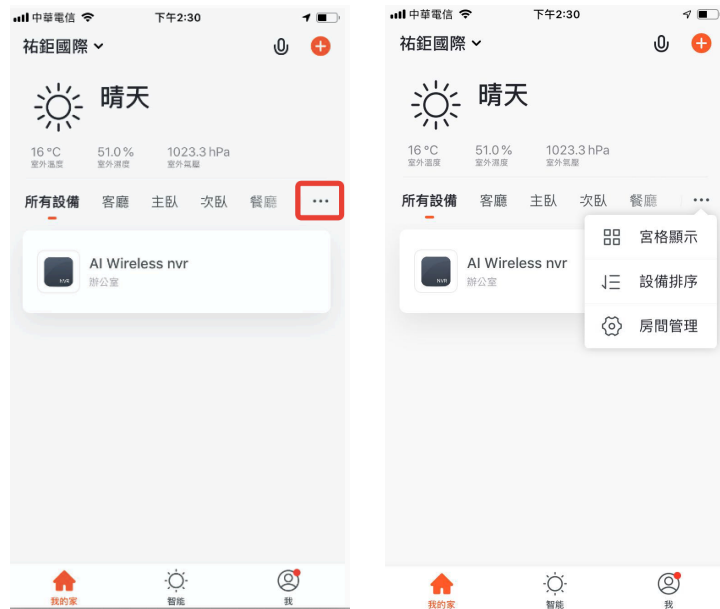 中華電信 下午2:30
祐鉅國際
晴天
16 °C 51.0 % 1023.3 hPa
室外溫度 室外濕度 室外氣壓
所有設備 客廳 主臥 次臥 餐廳 ...
AI Wireless nvr
NVR
辦公室
我的家 智能 我
中華電信 下午2:30
祐鉅國際
晴天
16 °C 51.0 % 1023.3 hPa
室外溫度 室外濕度 室外氣壓
所有設備 客廳 主臥 次臥 餐廳 ...
AI Wireless nvr
NVR
辦公室
宮格顯示
設備排序
房間管理
我的家 智能 我